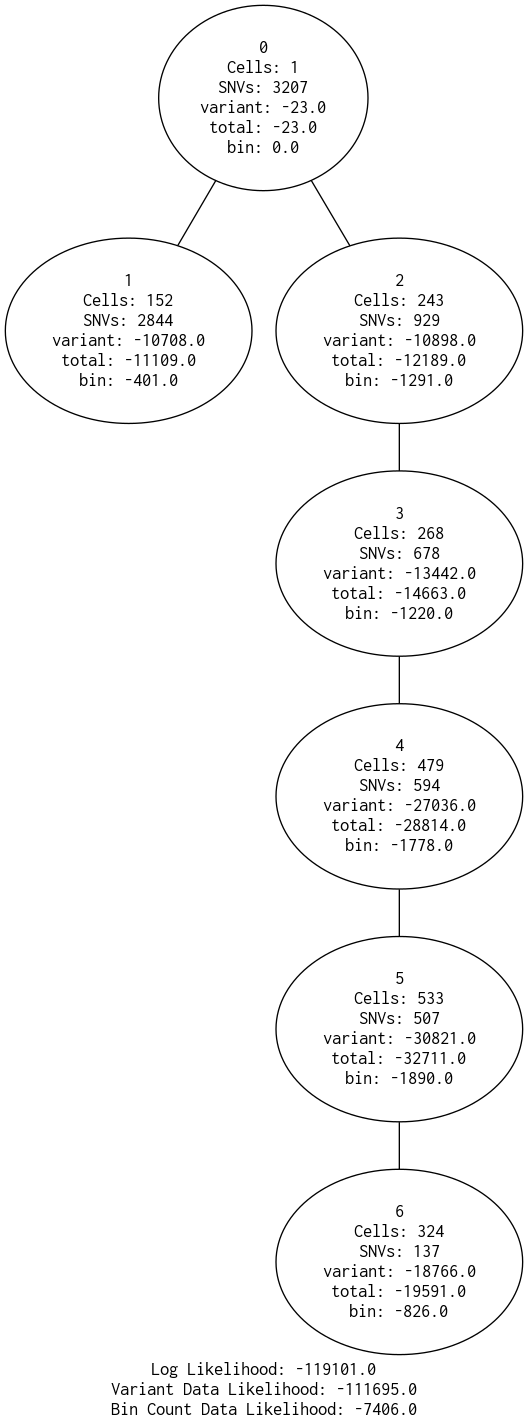 0
Cells: 1
SNVs: 3207
variant: -23.0
total: -23.0
bin: 0.0
1
Cells: 152
SNVs: 2844
variant: -10708.0
total: -11109.0
bin: -401.0
2
Cells: 243
SNVs: 929
variant: -10898.0
total: -12189.0
bin: -1291.0
3
Cells: 268
SNVs: 678
variant: -13442.0
total: -14663.0
bin: -1220.0
4
Cells: 479
SNVs: 594
variant: -27036.0
total: -28814.0
bin: -1778.0
5
Cells: 533
SNVs: 507
variant: -30821.0
total: -32711.0
bin: -1890.0
6
Cells: 324
SNVs: 137
variant: -18766.0
total: -19591.0
bin: -826.0
Log Likelihood: -119101.0
Variant Data Likelihood: -111695.0
Bin Count Data Likelihood: -7406.0